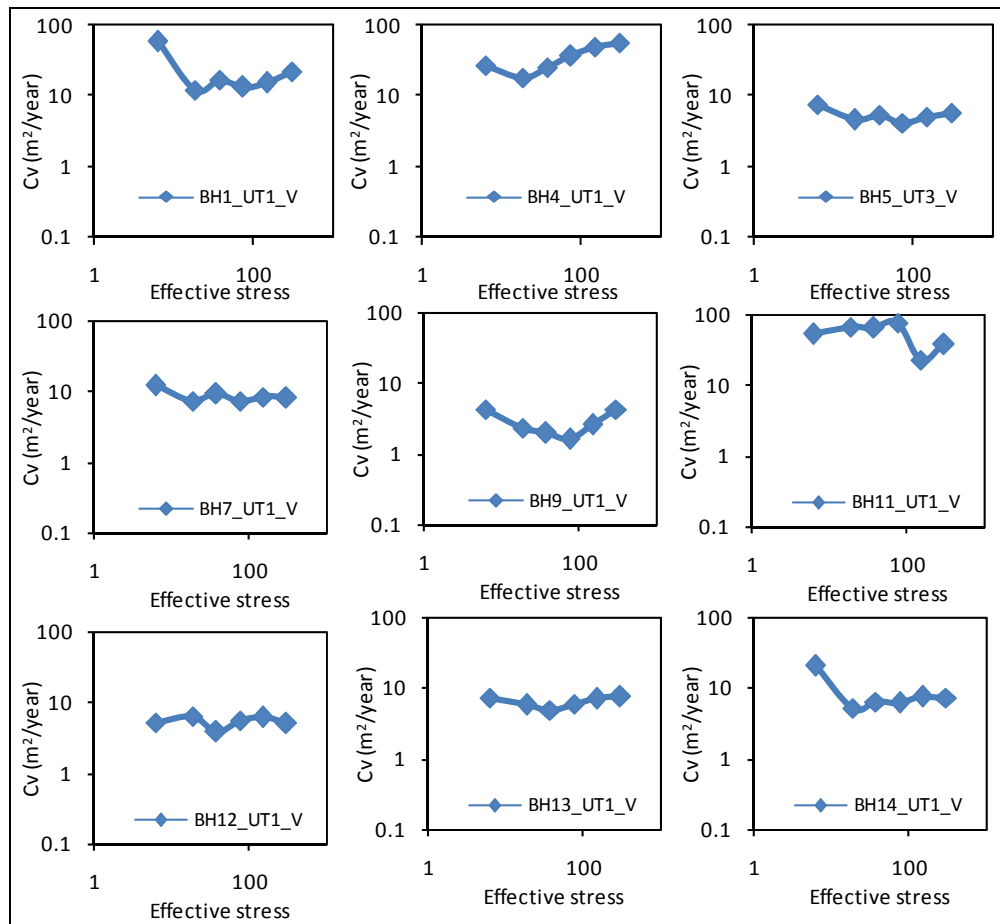 100
10
1
0.1
Cv (m²/year)
BH1_UT1_V
1 100
Effective stress
100
10
1
0.1
Cv (m²/year)
BH4_UT1_V
1 100
Effective stress
100
10
1
0.1
Cv (m²/year)
BH5_UT3_V
1 100
Effective stress
100
10
1
0.1
Cv (m²/year)
BH7_UT1_V
1 100
Effective stress
100
10
1
0.1
Cv (m²/year)
BH9_UT1_V
1 100
Effective stress
100
10
1
0.1
Cv (m²/year)
BH11_UT1_V
1 100
Effective stress
100
10
1
0.1
Cv (m²/year)
BH12_UT1_V
1 100
Effective stress
100
10
1
0.1
Cv (m²/year)
BH13_UT1_V
1 100
Effective stress
100
10
1
0.1
Cv (m²/year)
BH14_UT1_V
1 100
Effective stress